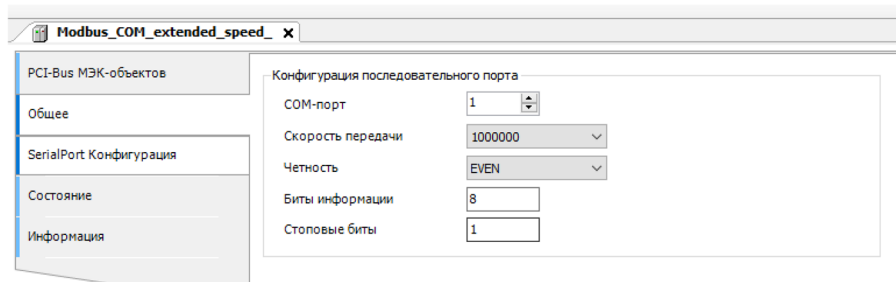 Modbus_COM_extended_speed_ X
PCI-Bus МЭК-объектов
Общее
SerialPort Конфигурация
Состояние
Информация
Конфигурация последовательного порта
COM-порт 1
Скорость передачи 1000000
Четность EVEN
Биты информации 8
Стоповые биты 1